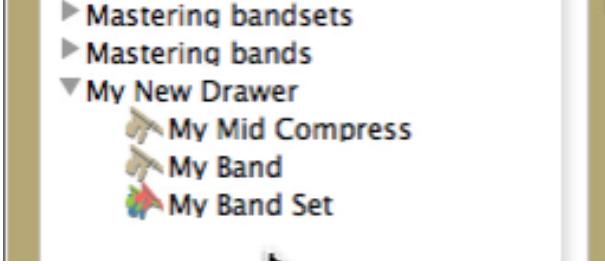 Mastering bandsets
Mastering bands
My New Drawer
My Mid Compress
My Band
My Band Set